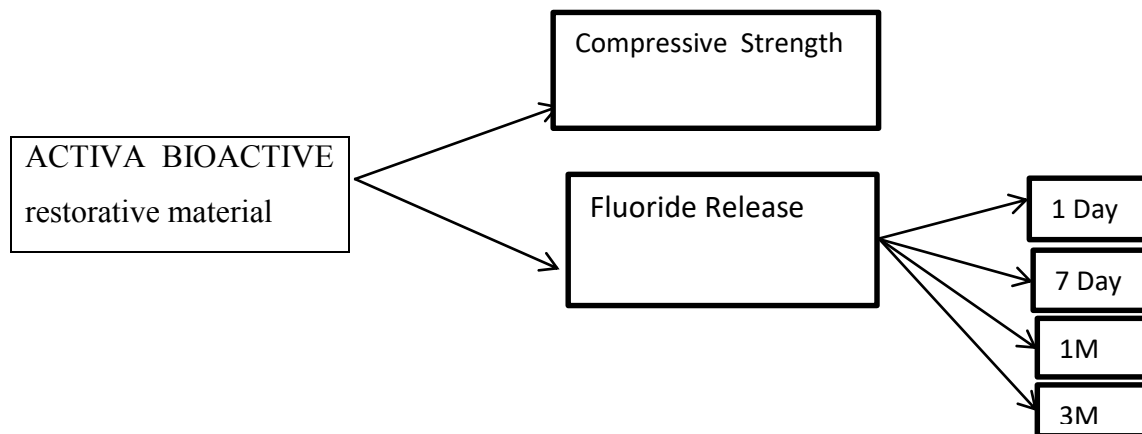 Compressive Strength
ACTIVA BIOACTIVE
restorative material
Fluoride Release
1 Day
7 Day
1M
3M